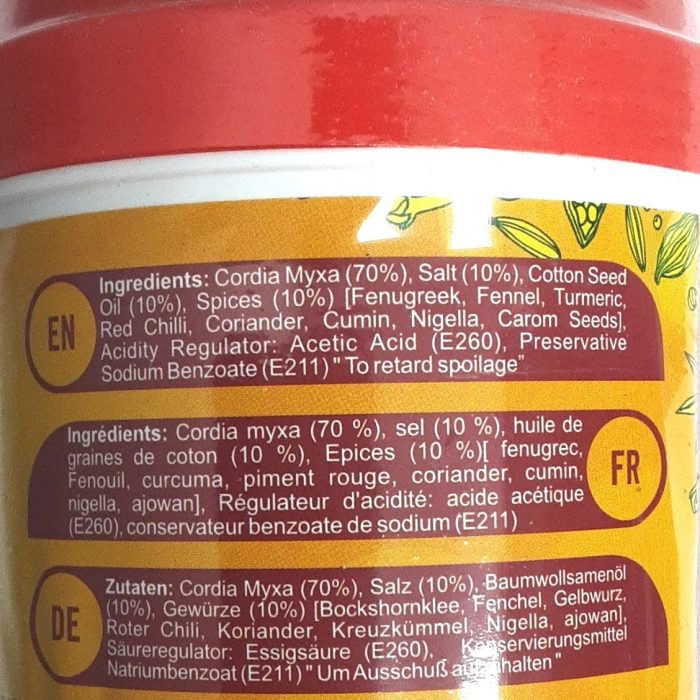 EN
Ingredients: Cordia Myxa (70%), Salt (10%), Cotton Seed
Oil (10%), Spices (10%) [Fenugreek, Fennel, Turmeric,
Red Chilli, Coriander, Cumin, Nigella, Carom Seeds],
Acidity Regulator: Acetic Acid (E260), Preservative
Sodium Benzoate (E211) " To retard spoilage”
Ingrédients: Cordia myxa (70 %), sel (10 %), huile de
graines de coton (10 %), Epices (10 %)[ fenugrec,
Fenouil, curcuma, piment rouge, coriander, cumin,
nigella, ajowan], Régulateur d'acidité: acide acétique
(E260), conservateur benzoate de sodium (E211)
FR
DE
Zutaten: Cordia Myxa (70%), Salz (10%), Baumwollsamenöl
(10%), Gewürze (10%) [Bockshornklee, Fenchel, Gelbwurz,
Roter Chili, Koriander, Kreuzkümmel, Nigella, ajowan],
Säureregulator: Essigsäure (E260), Konservierungsmittel
Natriumbenzoat (E211) " Um Ausschuß aufzuhalten "